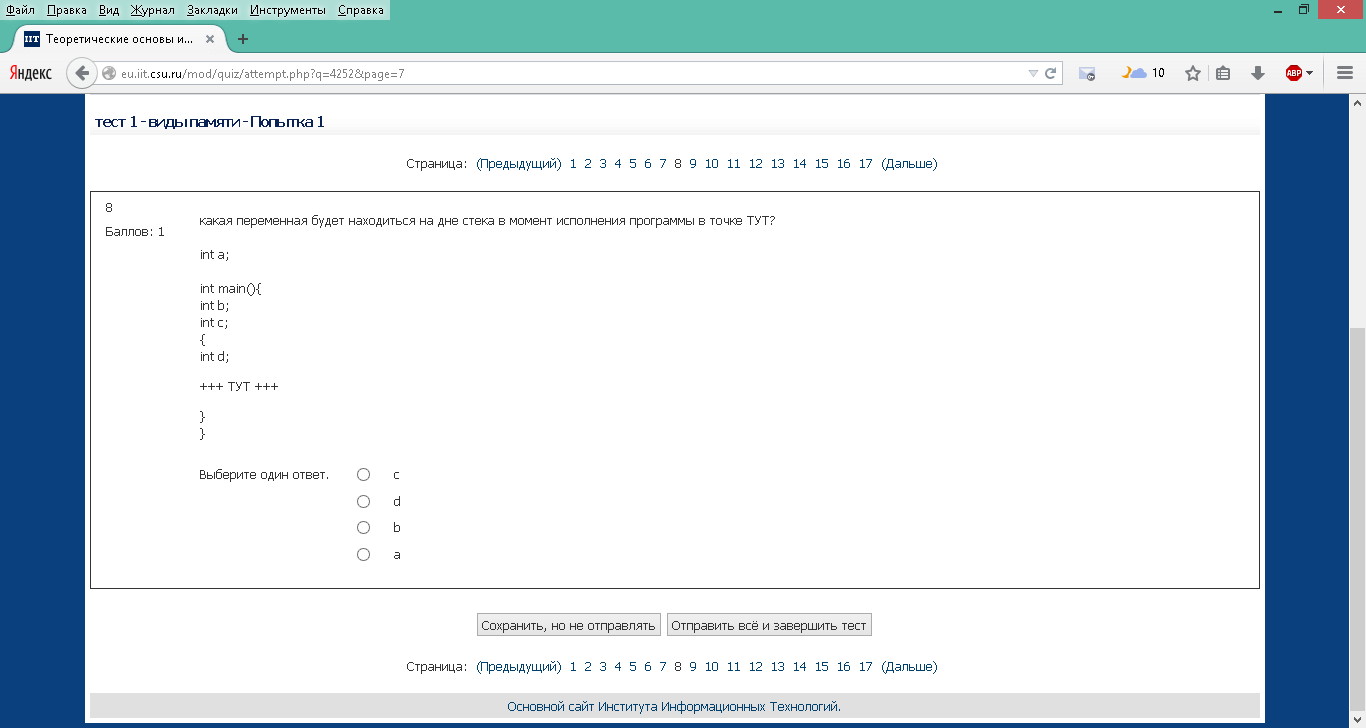 Файл Правка Вид Журнал Закладки Инструменты Справка
IIT Теоретические основы и...
Яндекс eu.iit.csu.ru/mod/quiz/attempt.php?q=4252&page=7 10 ABP
тест 1 - виды памяти - Попытка 1
Страница: (Предыдущий) 1 2 3 4 5 6 7 8 9 10 11 12 13 14 15 16 17 (Дальше)
8
Баллов: 1
какая переменная будет находиться на дне стека в момент исполнения программы в точке ТУТ?
int a;
int main(){
int b;
int c;
{
int d;
+++ ТУТ +++
}
}
Выберите один ответ.
c
d
b
a
Сохранить, но не отправлять Отправить всё и завершить тест
Страница: (Предыдущий) 1 2 3 4 5 6 7 8 9 10 11 12 13 14 15 16 17 (Дальше)
Основной сайт Института Информационных Технологий.